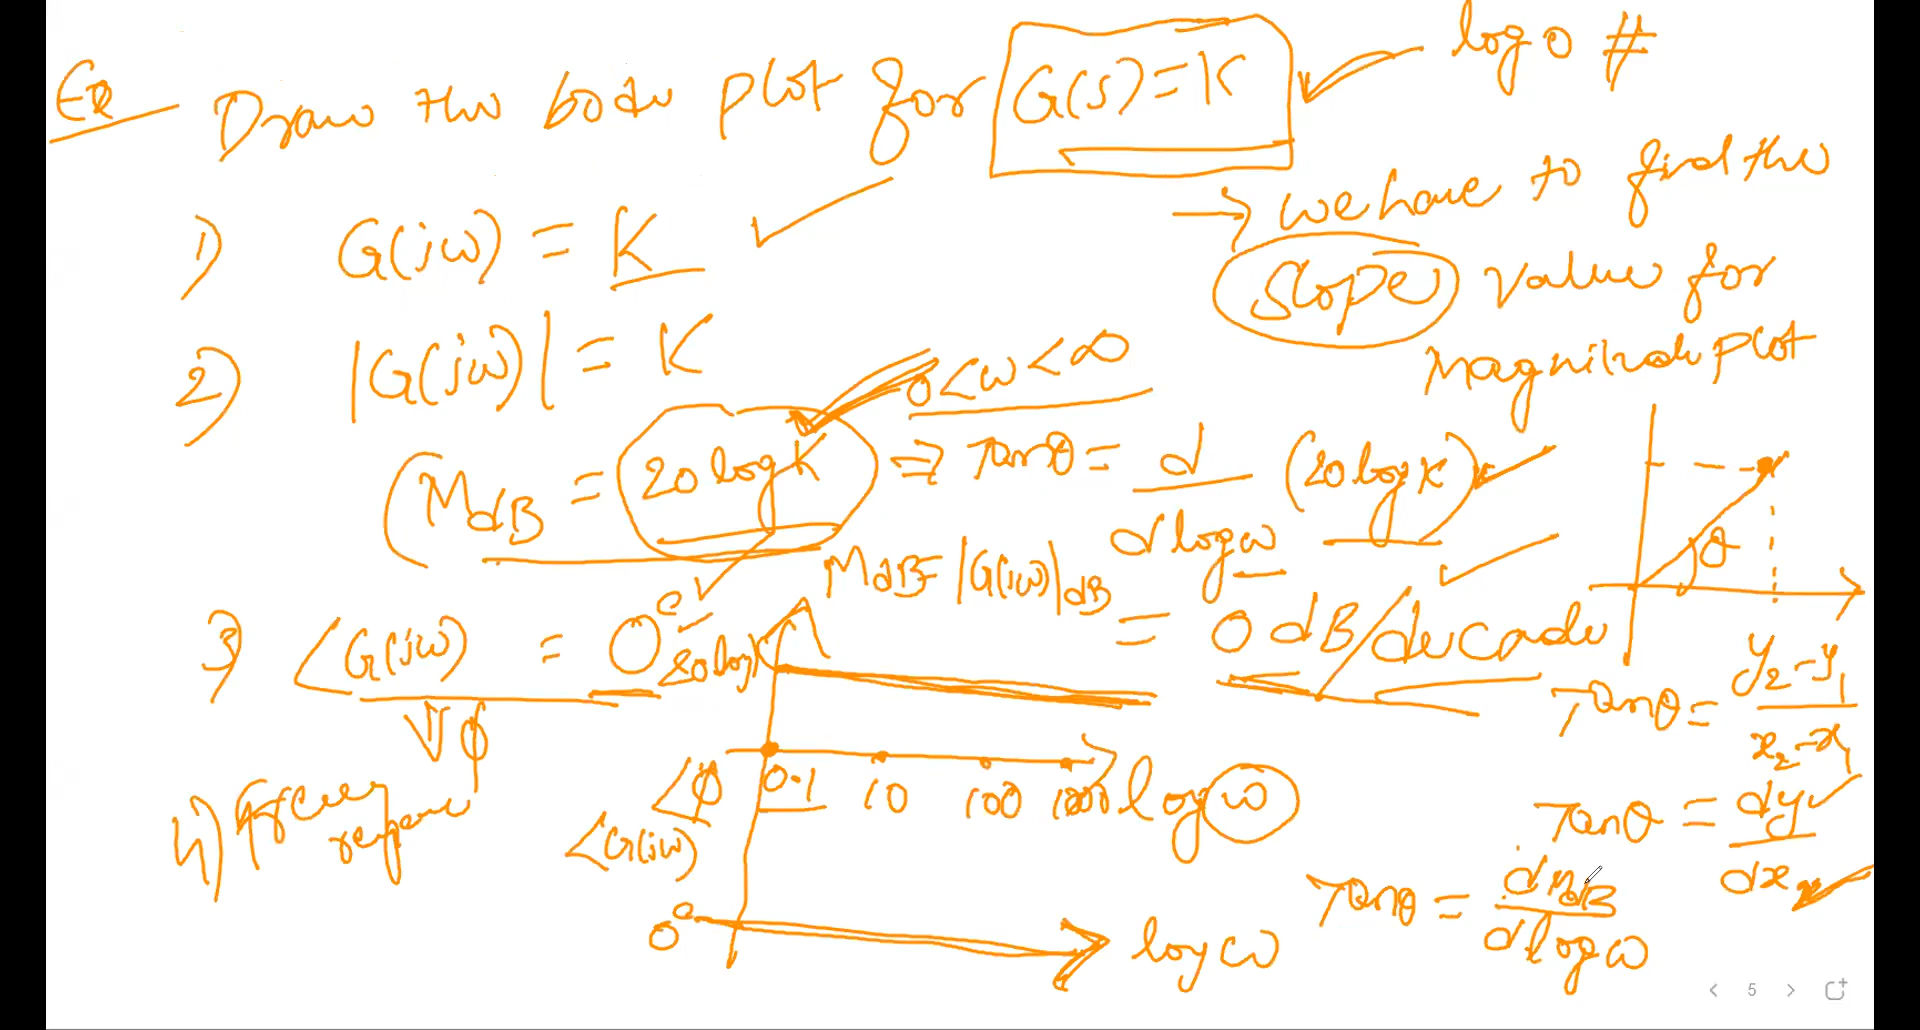 Ex Draw the bode plot for G(s) = K
log 0 #
1) G(jω) = K
→ we have to find the
slope value for
Magnitude plot
2) |G(jω)| = K
0 < ω < ∞
(MdB = 20 log K ⇒ Tanθ = d/dlogω (20 log K)
MdB = |G(jω)|dB
= 0 dB/decade
θ
3) ∠G(jω) = 0°
∇ φ
20 log K
Tanθ = y2 - y1 / x2 - x1
∠φ 0.1 10 100 1000 log ω
∠G(jω)
4)
Tanθ = dy / dx
Tanθ = dMdB / dlogω
0° log ω
5